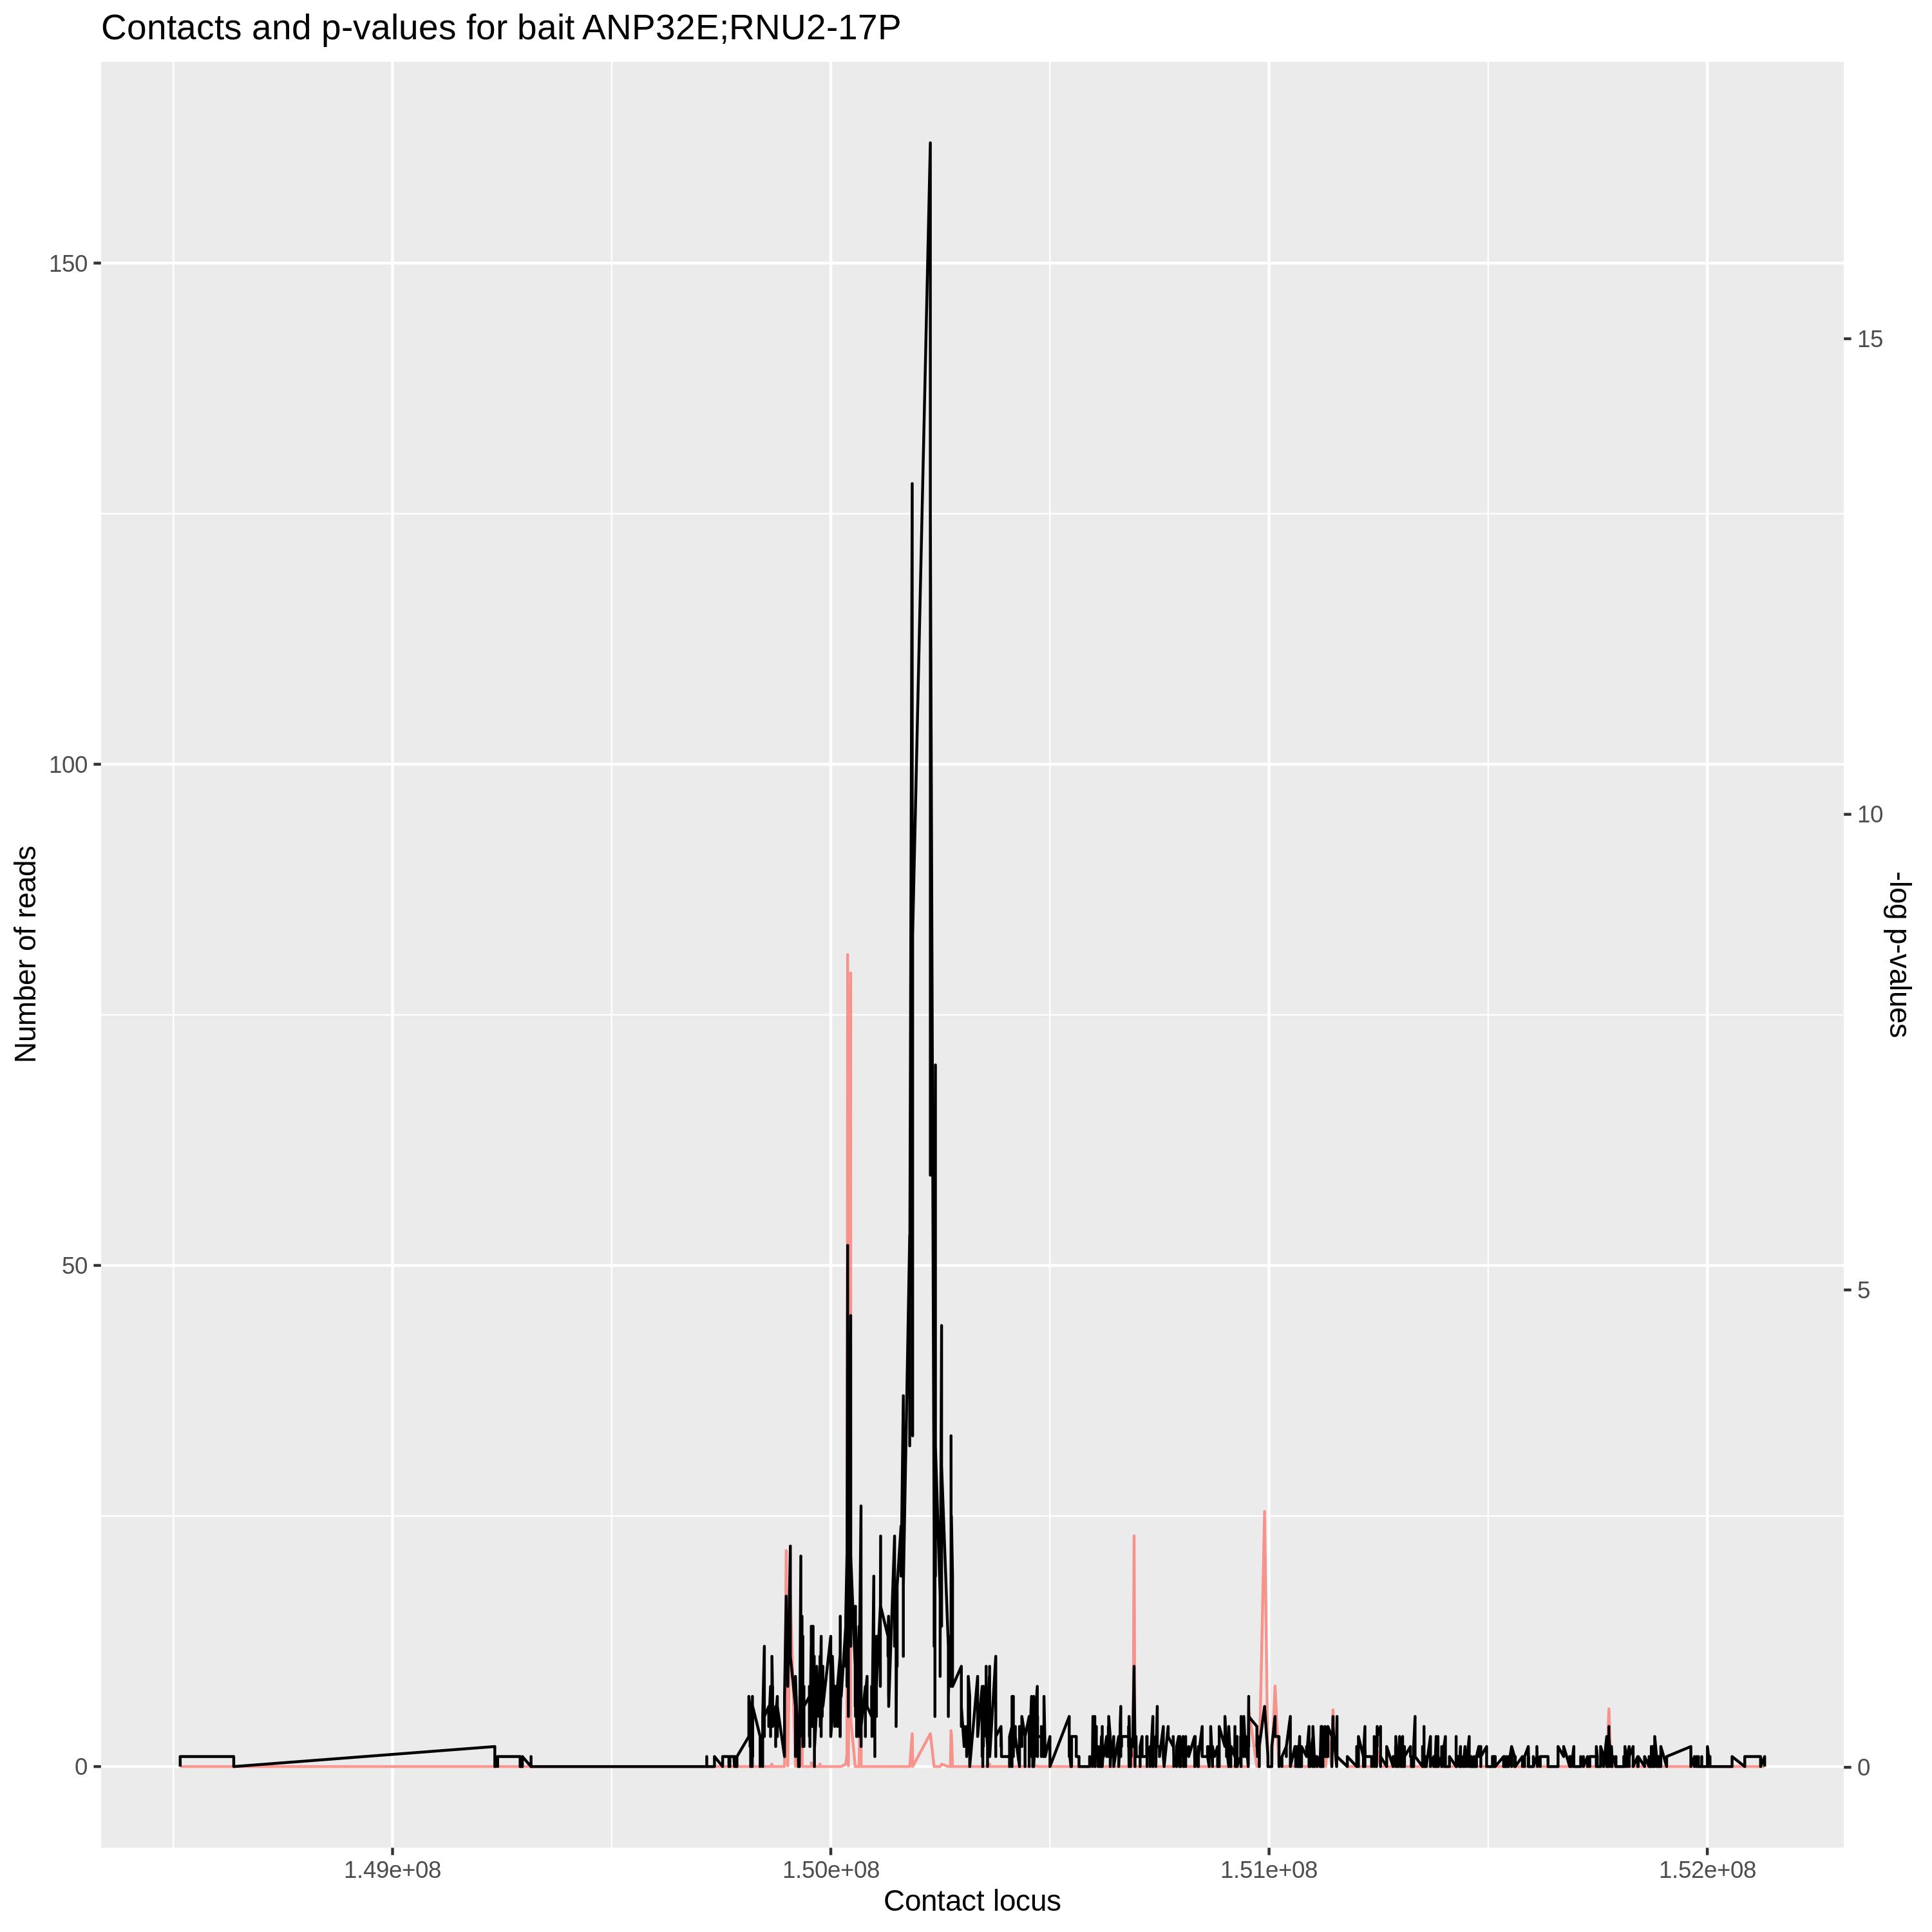 Contacts and p-values for bait ANP32E;RNU2-17P
150
100
50
0
Number of reads
15
10
5
0
-log p-values
1.49e+08
1.50e+08
1.51e+08
1.52e+08
Contact locus